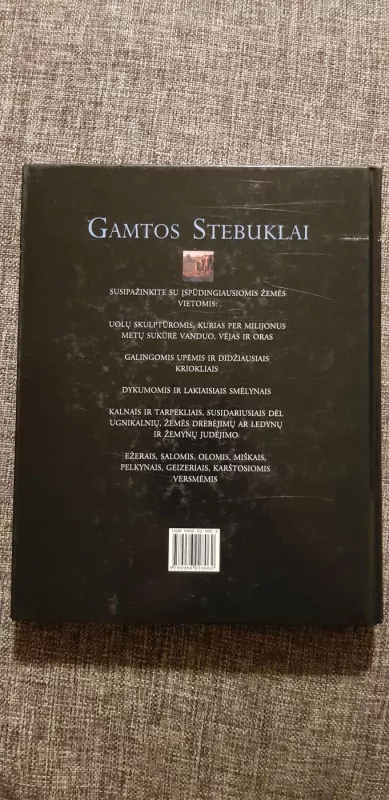 GAMTOS STEBUKLAI
SUSIPAŽINKITE SU ĮSPŪDINGIAUSIOMIS ŽEMĖS
VIETOMIS:
UOLŲ SKULPTŪROMIS, KURIAS PER MILIJONUS
METŲ SUKŪRĖ VANDUO, VĖJAS IR ORAS
GALINGOMIS UPĖMIS IR DIDŽIAUSIAIS
KRIOKLIAIS
DYKUMOMIS IR LAKIAISIAIS SMĖLYNAIS
KALNAIS IR TARPEKLIAIS, SUSIDARIUSIAIS DĖL
UGNIKALNIŲ, ŽEMĖS DREBĖJIMŲ AR LEDYNŲ
IR ŽEMYNŲ JUDĖJIMO
EŽERAIS, SALOMIS, OLOMIS, MIŠKAIS,
PELKYNAIS, GEIZERIAIS, KARŠTOSIOMIS
VERSMĖMIS
ISBN